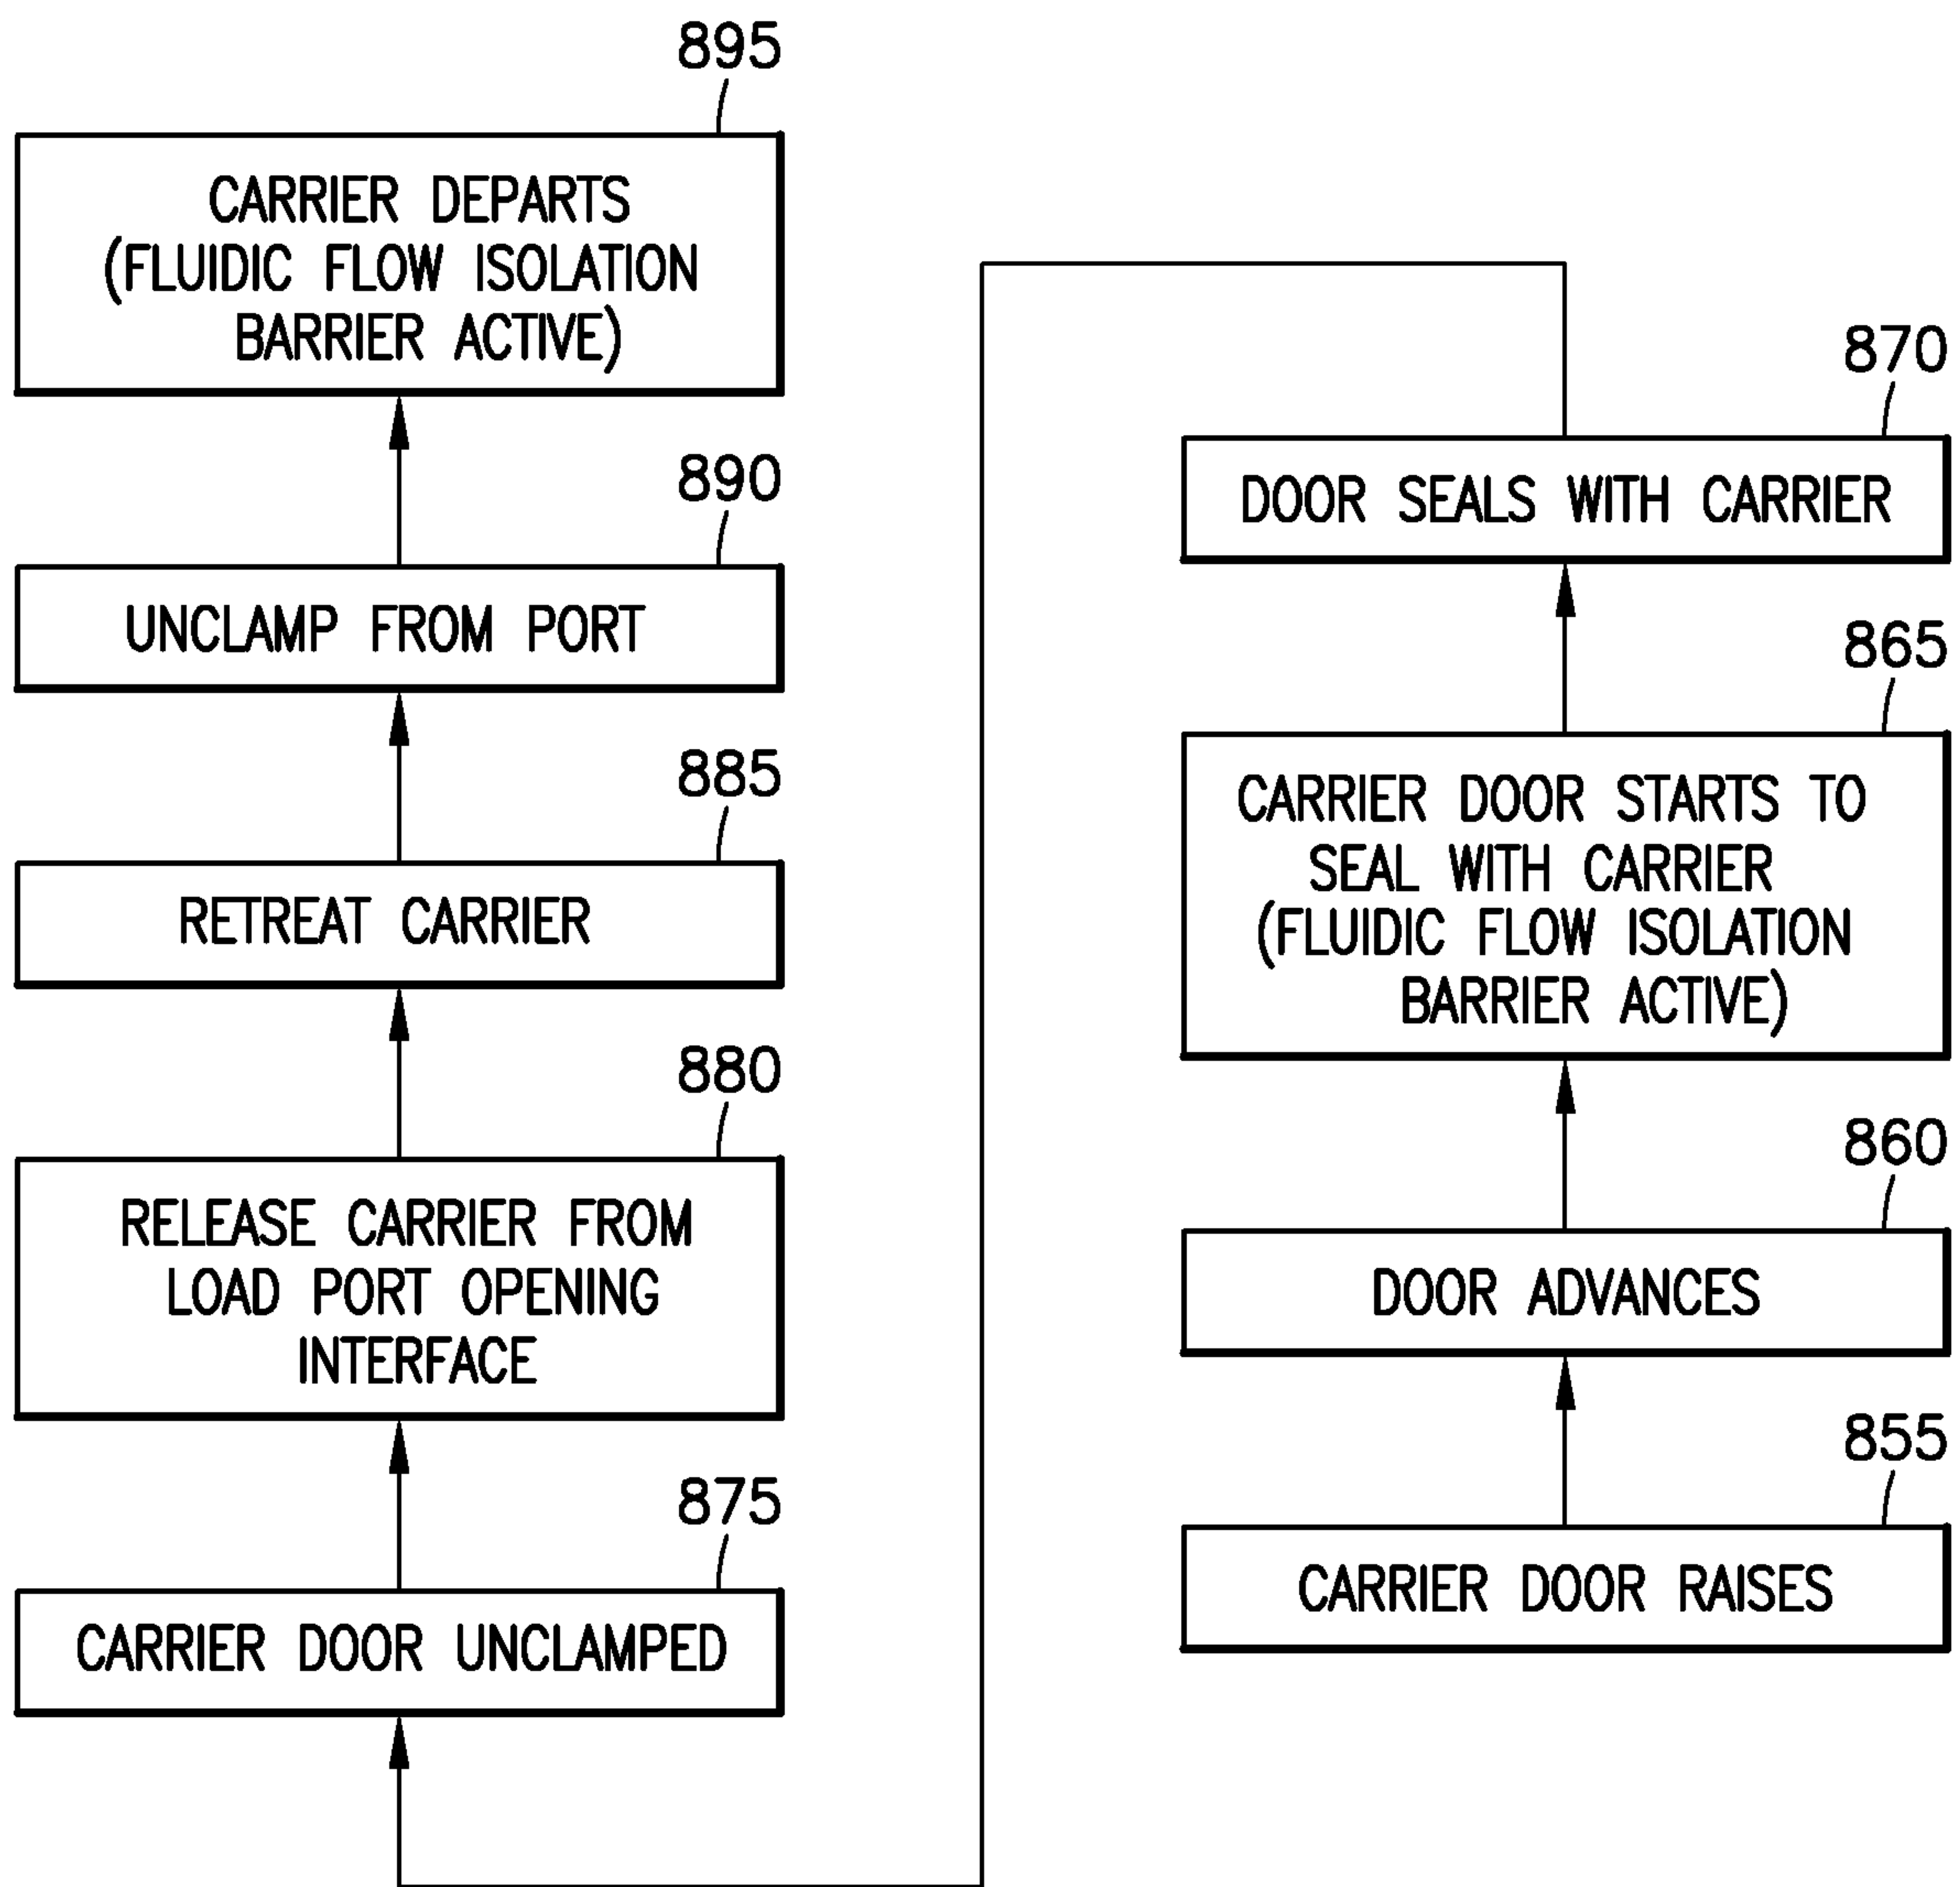 895
CARRIER DEPARTS
(FLUIDIC FLOW ISOLATION
BARRIER ACTIVE)
890
UNCLAMP FROM PORT
885
RETREAT CARRIER
880
RELEASE CARRIER FROM
LOAD PORT OPENING
INTERFACE
875
CARRIER DOOR UNCLAMPED
870
DOOR SEALS WITH CARRIER
865
CARRIER DOOR STARTS TO
SEAL WITH CARRIER
(FLUIDIC FLOW ISOLATION
BARRIER ACTIVE)
860
DOOR ADVANCES
855
CARRIER DOOR RAISES